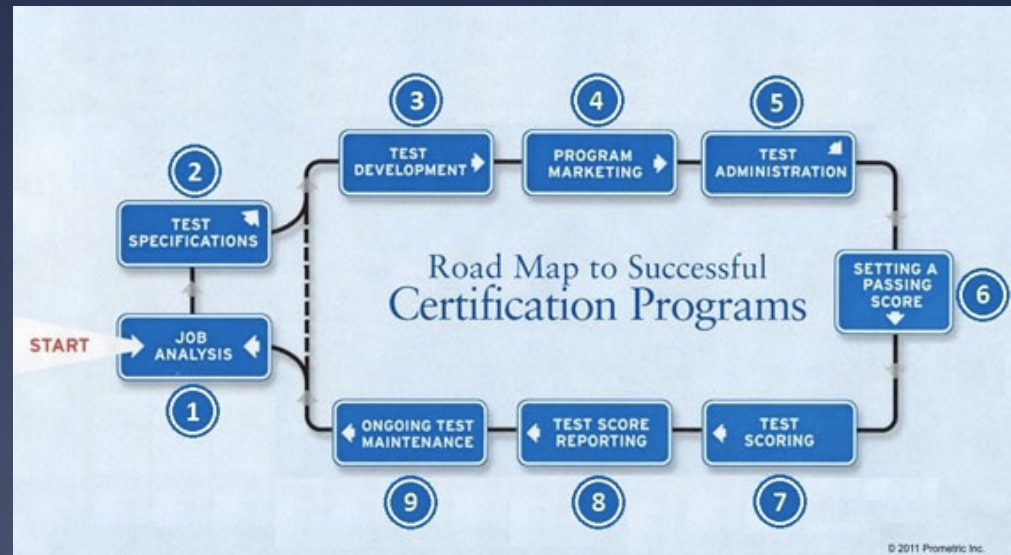 Road Map to Successful
Certification Programs
START
JOB
ANALYSIS
1
2
TEST
SPECIFICATIONS
3
TEST
DEVELOPMENT
4
PROGRAM
MARKETING
5
TEST
ADMINISTRATION
SETTING A
PASSING
SCORE
6
TEST
SCORING
7
TEST SCORE
REPORTING
8
ONGOING TEST
MAINTENANCE
9
© 2011 Prometric Inc.